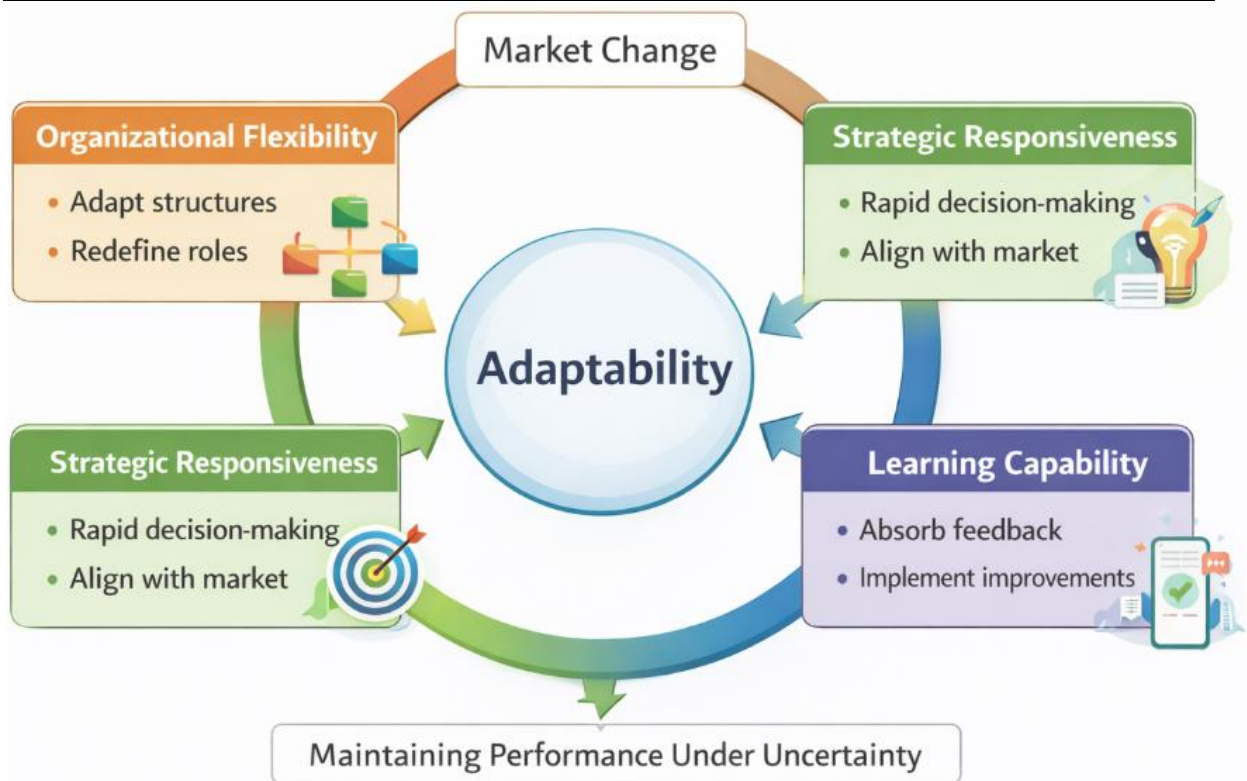 Market Change
Organizational Flexibility
• Adapt structures
• Redefine roles
Strategic Responsiveness
• Rapid decision-making
• Align with market
Adaptability
Strategic Responsiveness
• Rapid decision-making
• Align with market
Learning Capability
• Absorb feedback
• Implement improvements
Maintaining Performance Under Uncertainty